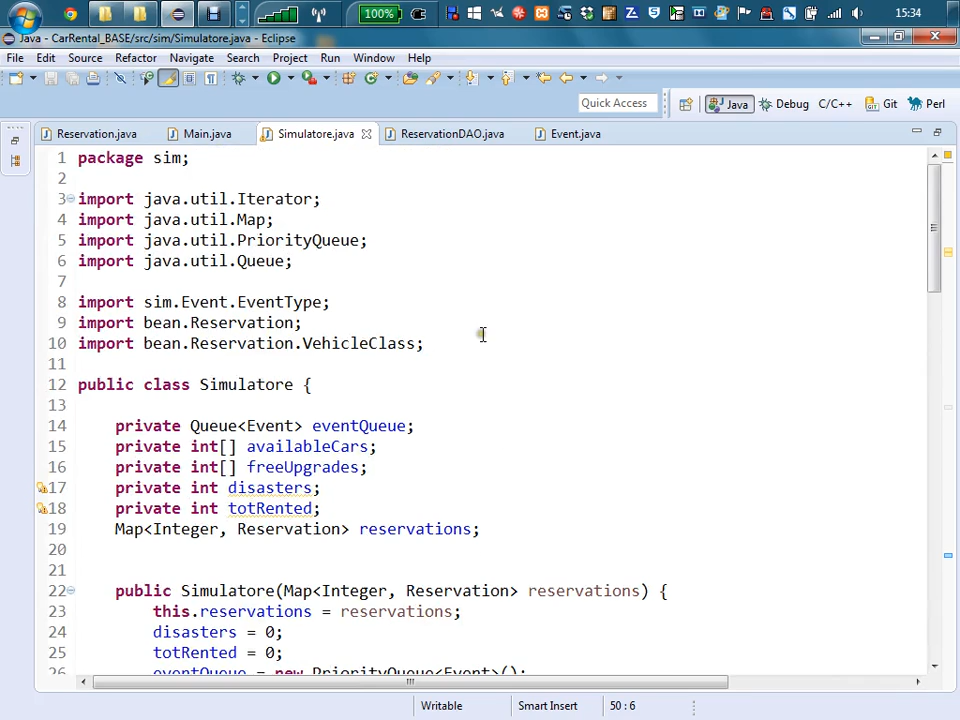 100%
15:34
Java - CarRental_BASE/src/sim/Simulatore.java - Eclipse
File Edit Source Refactor Navigate Search Project Run Window Help
Quick Access Java Debug C/C++ Git Perl
Reservation.java Main.java Simulatore.java ReservationDAO.java Event.java
1 package sim;
2
3 import java.util.Iterator;
4 import java.util.Map;
5 import java.util.PriorityQueue;
6 import java.util.Queue;
7
8 import sim.Event.EventType;
9 import bean.Reservation;
10 import bean.Reservation.VehicleClass;
11
12 public class Simulatore {
13
14 private Queue<Event> eventQueue;
15 private int[] availableCars;
16 private int[] freeUpgrades;
17 private int disasters;
18 private int totRented;
19 Map<Integer, Reservation> reservations;
20
21
22 public Simulatore(Map<Integer, Reservation> reservations) {
23 this.reservations = reservations;
24 disasters = 0;
25 totRented = 0;
26 eventQueue = new PriorityQueue<Event>();
Writable Smart Insert 50 : 6